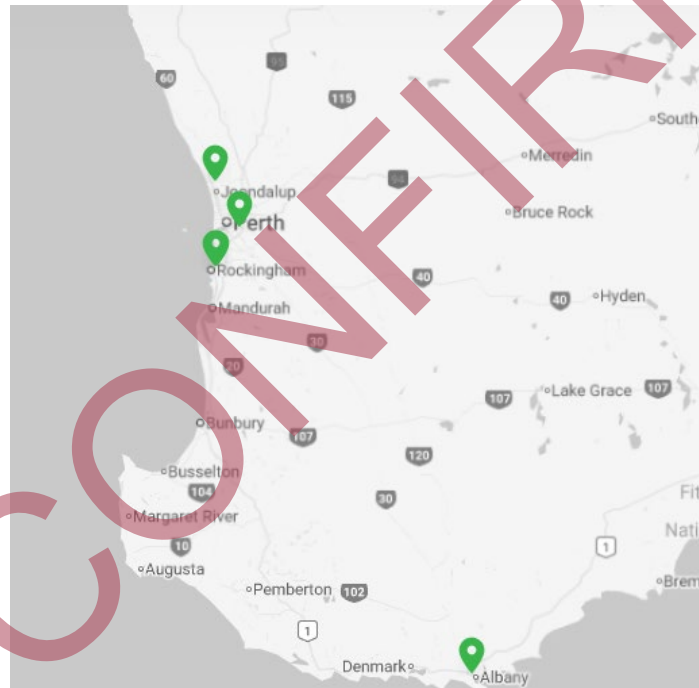 95
60
115
South
Merredin
94
Joondalup
Bruce Rock
Perth
Rockingham
40
Hyden
40
Mandurah
30
20
Lake Grace
107
107
Bunbury
107
120
Busselton
104
30
Fit
Margaret River
Nati
10
1
Augusta
Brem
Pemberton
102
1
Denmark
Albany
CONFIR